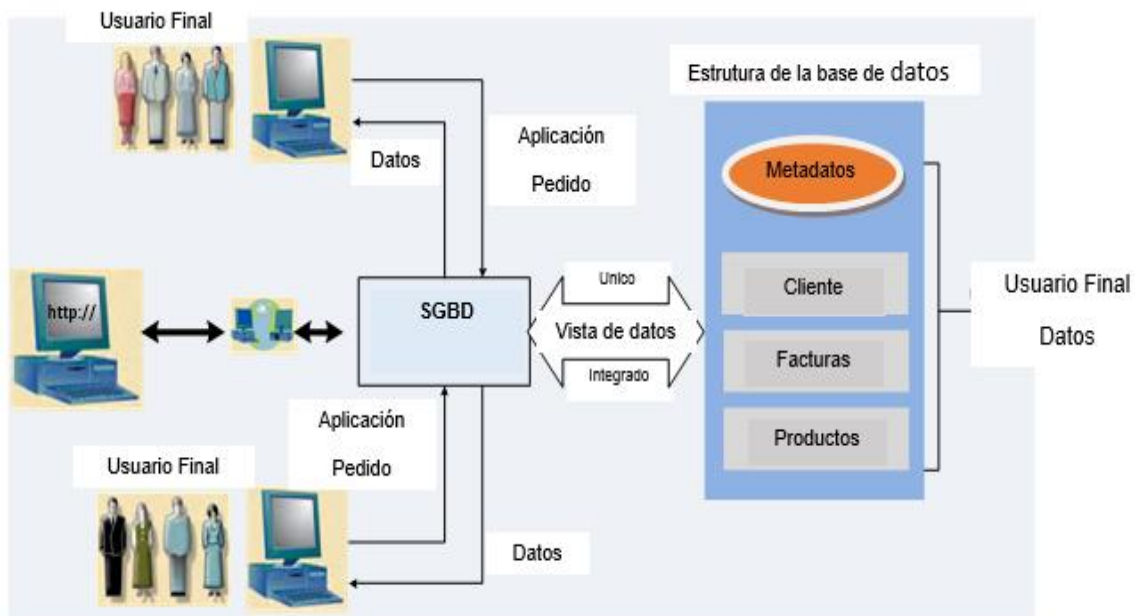 Usuario Final
Estrutura de la base de datos
Datos
Aplicación
Pedido
Metadatos
http://
SGBD
Unico
Vista de datos
Integrado
Cliente
Facturas
Productos
Usuario Final
Datos
Usuario Final
Aplicación
Pedido
Datos